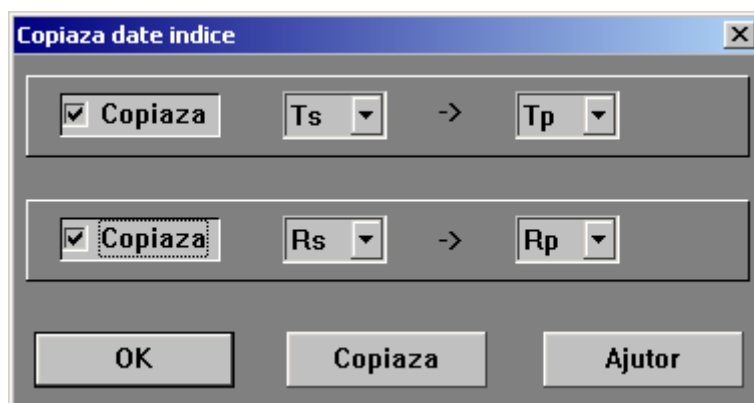 Copiaza date indice
Copiaza Ts -> Tp
Copiaza Rs -> Rp
OK Copiaza Ajutor